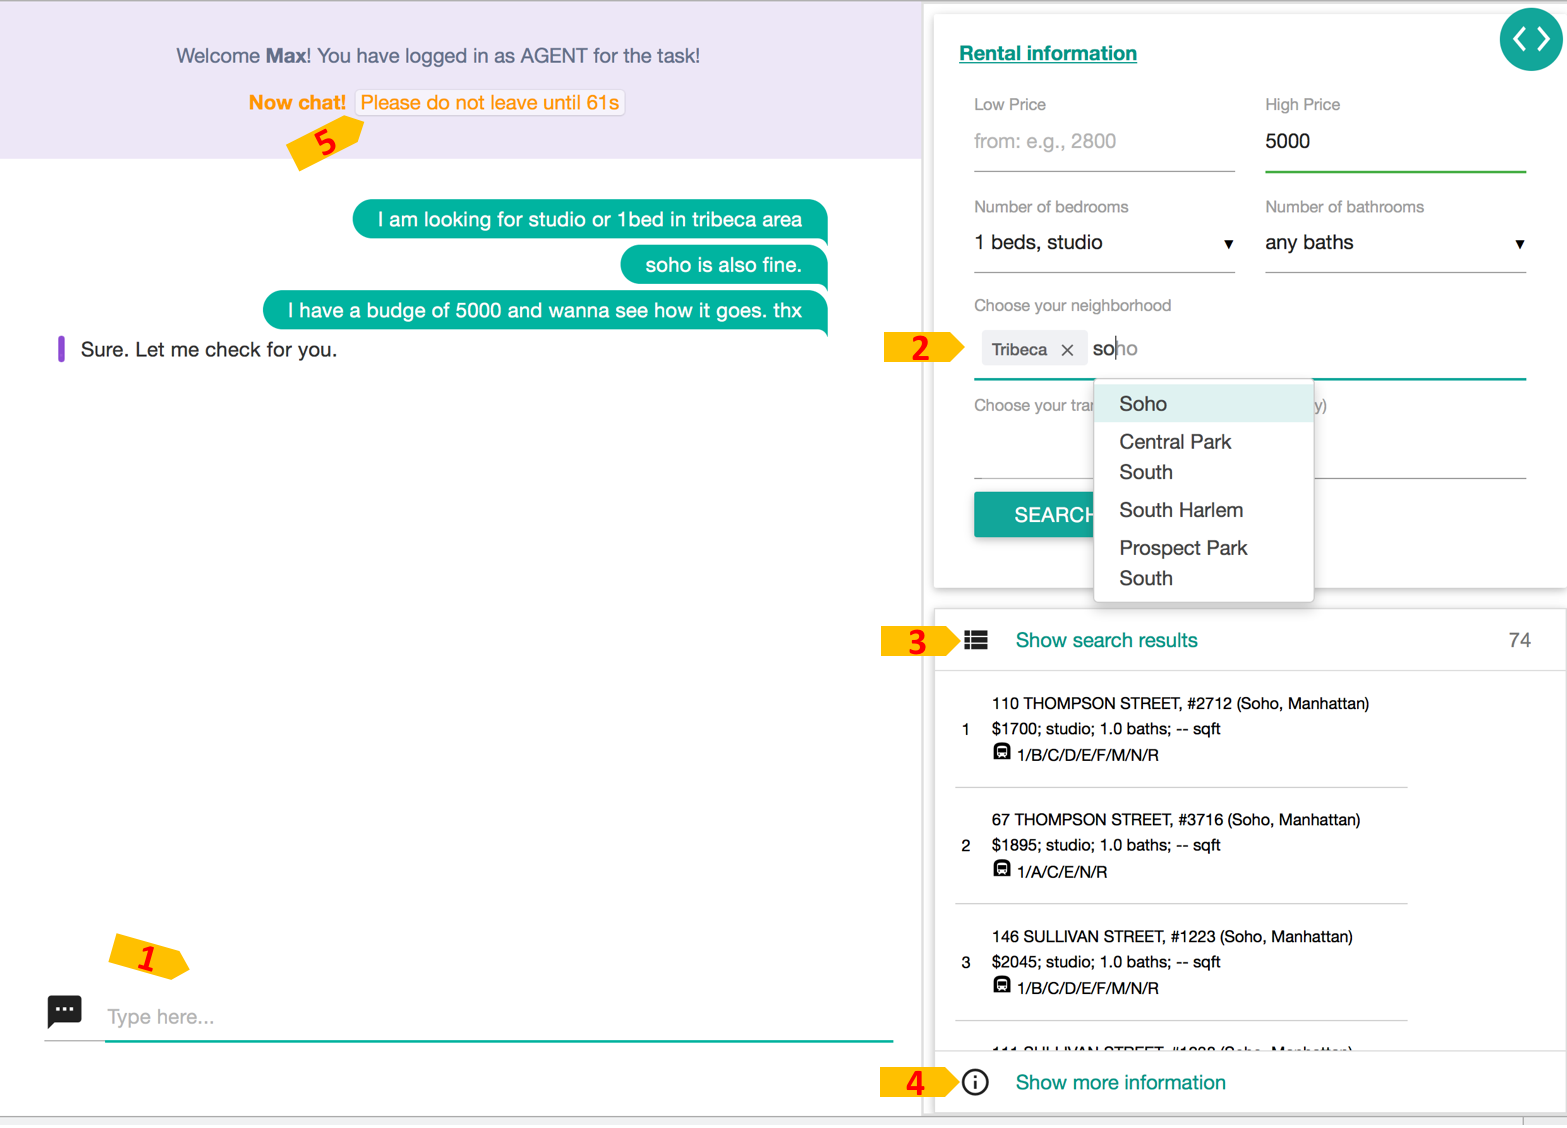 Welcome Max! You have logged in as AGENT for the task!
Now chat! Please do not leave until 61s
5
I am looking for studio or 1bed in tribeca area
soho is also fine.
I have a budge of 5000 and wanna see how it goes. thx
Sure. Let me check for you.
1
Type here...
Rental information
Low Price
High Price
from: e.g., 2800
5000
Number of bedrooms
Number of bathrooms
1 beds, studio
any baths
Choose your neighborhood
2
Tribeca × soho
Soho
Central Park
South
South Harlem
Prospect Park
South
Choose your tra
y)
SEARCH
3
Show search results
74
110 THOMPSON STREET, #2712 (Soho, Manhattan)
1 $1700; studio; 1.0 baths; -- sqft
1/B/C/D/E/F/M/N/R
67 THOMPSON STREET, #3716 (Soho, Manhattan)
2 $1895; studio; 1.0 baths; -- sqft
1/A/C/E/N/R
146 SULLIVAN STREET, #1223 (Soho, Manhattan)
3 $2045; studio; 1.0 baths; -- sqft
1/B/C/D/E/F/M/N/R
SULLIVAN STREET, (Soho, Manhattan)
4
Show more information